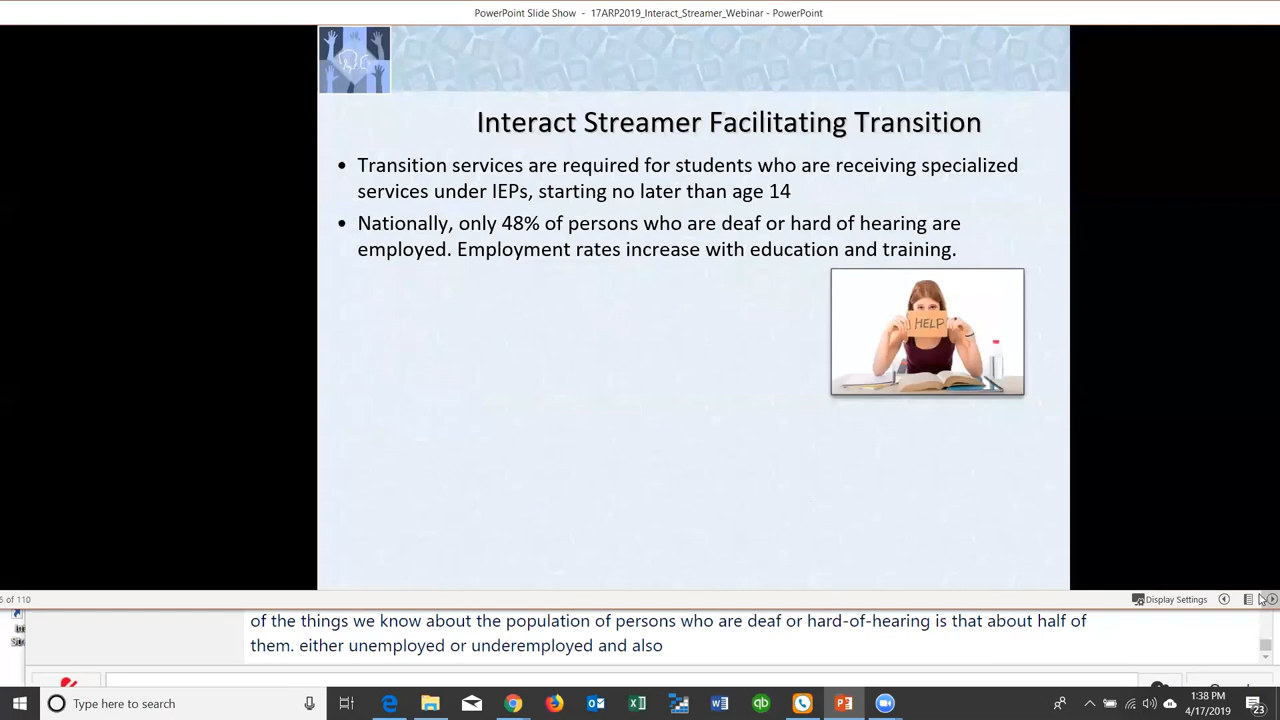 PowerPoint Slide Show - 17ARP2019_Interact_Streamer_Webinar - PowerPoint
Interact Streamer Facilitating Transition
• Transition services are required for students who are receiving specialized
services under IEPs, starting no later than age 14
• Nationally, only 48% of persons who are deaf or hard of hearing are
employed. Employment rates increase with education and training.
HELP
of 110
Display Settings
of the things we know about the population of persons who are deaf or hard-of-hearing is that about half of
them. either unemployed or underemployed and also
Type here to search
1:38 PM
4/17/2019
23